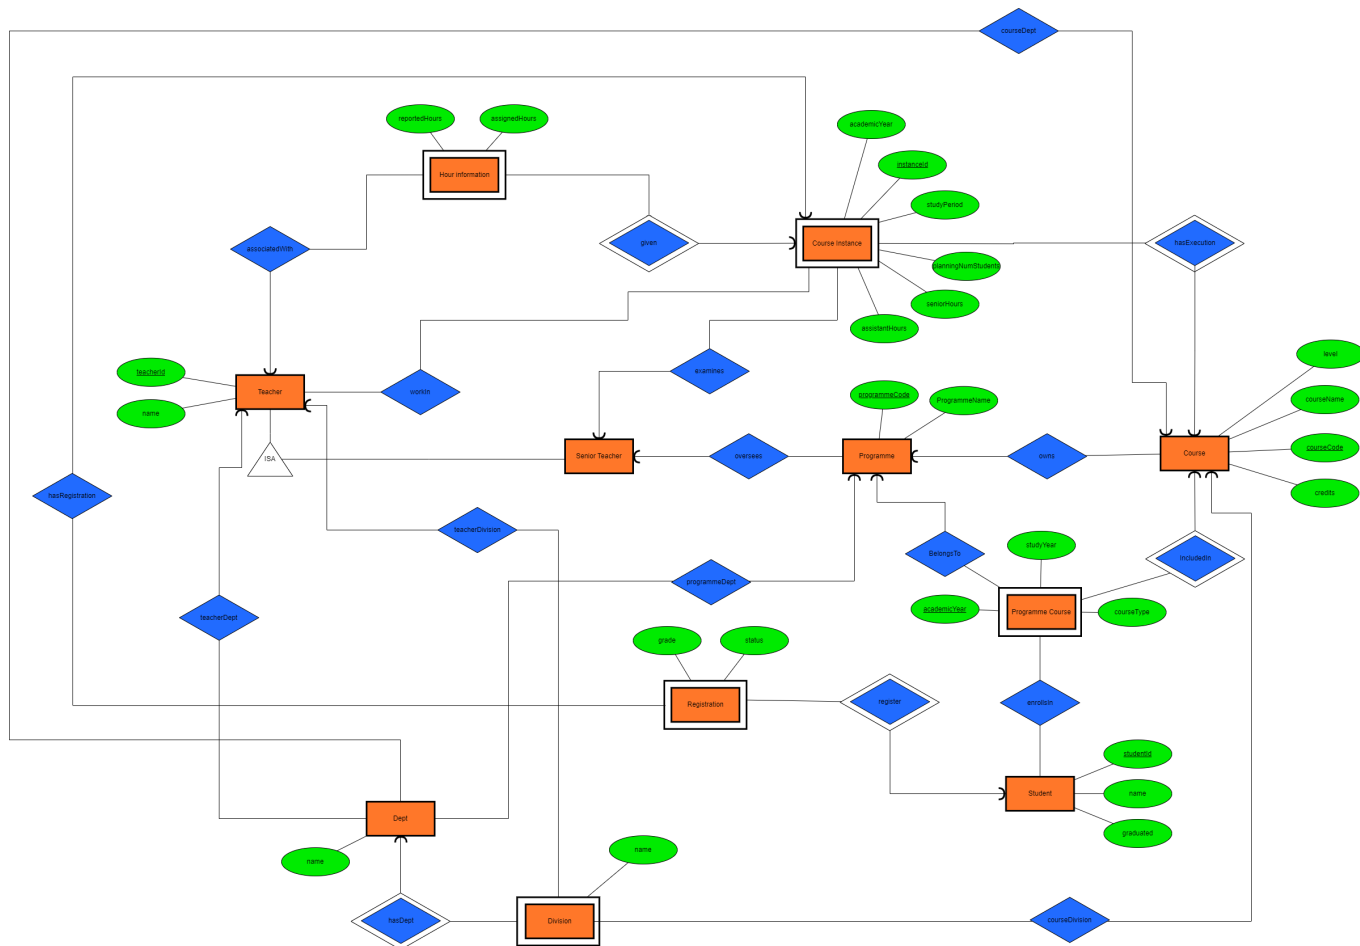 courseDept
reportedHours
assignedHours
academicYear
instanceId
Hour information
studyPeriod
associatedWith
given
Course Instance
hasExecution
planningNumStudents
seniorHours
assistantHours
level
teacherId
Teacher
workIn
examines
name
programmeCode
ProgrammeName
courseName
courseCode
ISA
Senior Teacher
oversees
Programme
owns
Course
credits
hasRegistration
teacherDivision
BelongsTo
studyYear
IncludedIn
programmeDept
academicYear
Programme Course
courseType
teacherDept
grade
status
Registration
register
enrollsIn
studentId
Student
name
graduated
Dept
name
name
hasDept
Division
courseDivision